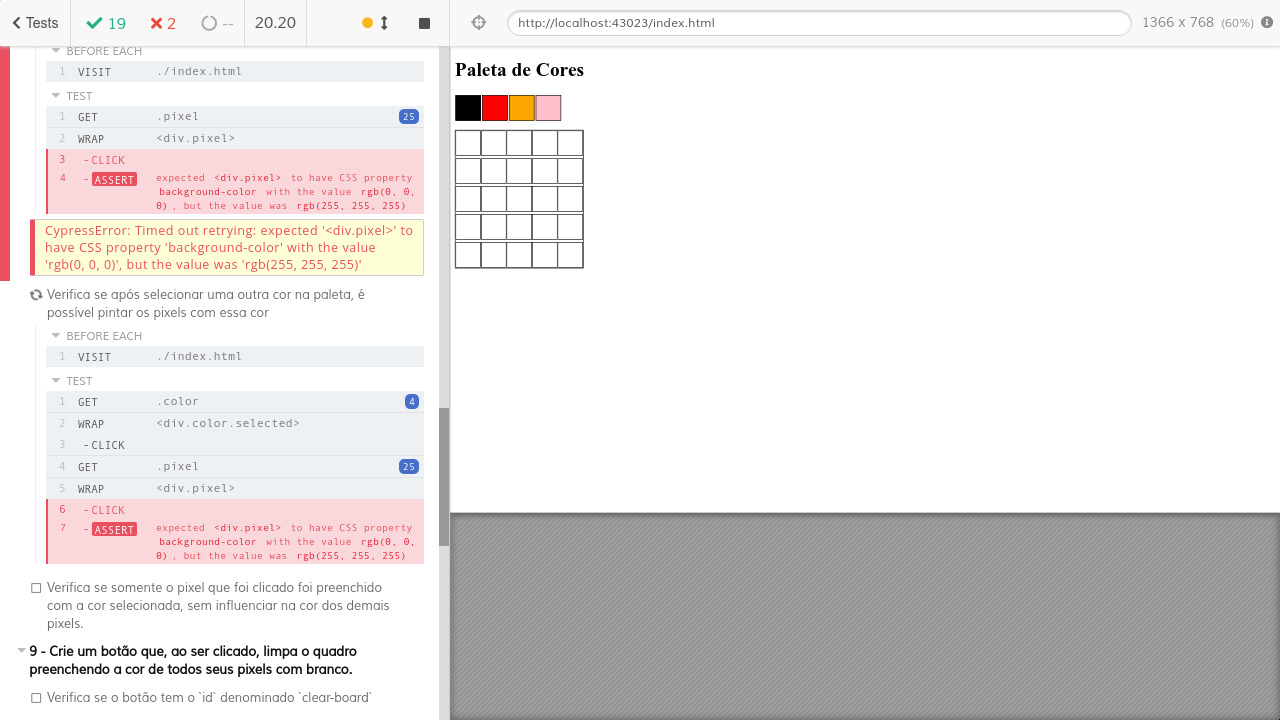 Tests 19 2 -- 20.20 http://localhost:43023/index.html 1366 x 768 (60%)
BEFORE EACH
1 VISIT ./index.html
TEST
1 GET .pixel 25
2 WRAP <div.pixel>
3 -CLICK
4 -ASSERT expected <div.pixel> to have CSS property
background-color with the value rgb(0, 0,
0) , but the value was rgb(255, 255, 255)
CypressError: Timed out retrying: expected '<div.pixel>' to
have CSS property 'background-color' with the value
'rgb(0, 0, 0)', but the value was 'rgb(255, 255, 255)'
Verifica se após selecionar uma outra cor na paleta, é
possível pintar os pixels com essa cor
BEFORE EACH
1 VISIT ./index.html
TEST
1 GET .color 4
2 WRAP <div.color.selected>
3 -CLICK
4 GET .pixel 25
5 WRAP <div.pixel>
6 -CLICK
7 -ASSERT expected <div.pixel> to have CSS property
background-color with the value rgb(0, 0,
0) , but the value was rgb(255, 255, 255)
Verifica se somente o pixel que foi clicado foi preenchido
com a cor selecionada, sem influenciar na cor dos demais
pixels.
9 - Crie um botão que, ao ser clicado, limpa o quadro
preenchendo a cor de todos seus pixels com branco.
Verifica se o botão tem o `id` denominado `clear-board`
Paleta de Cores